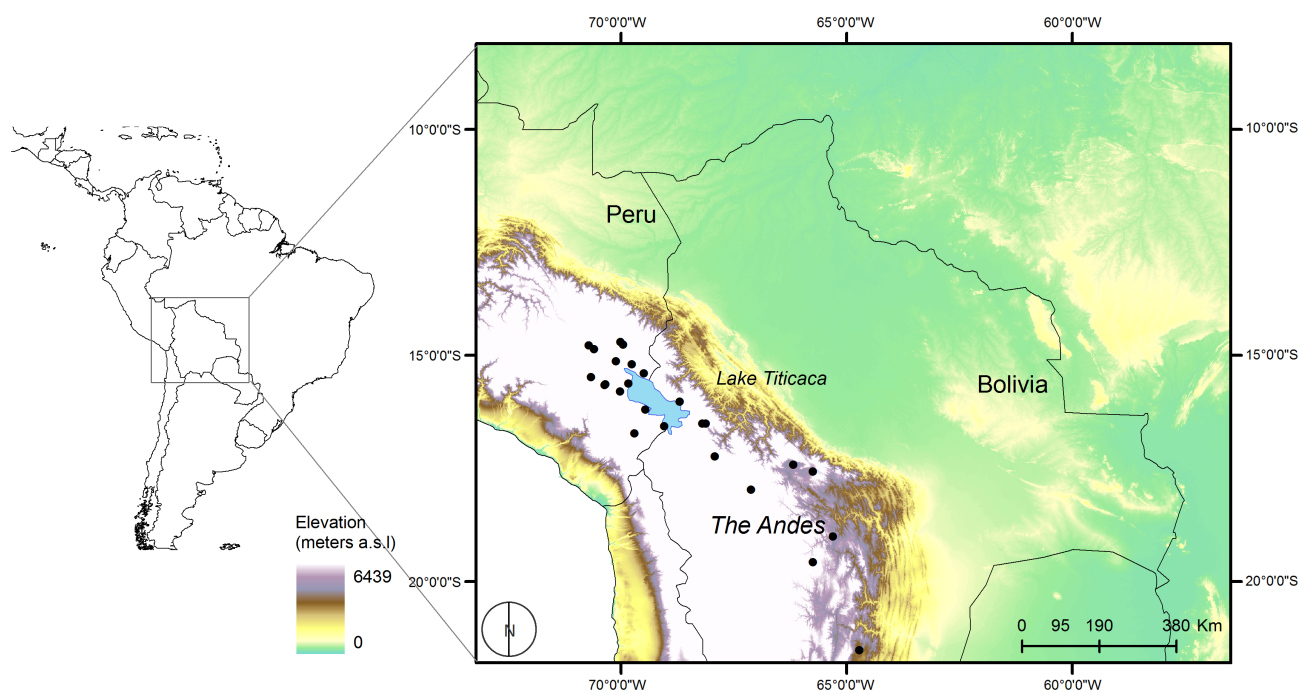 70°0'0"W 65°0'0"W 60°0'0"W
10°0'0"S 10°0'0"S
Peru
15°0'0"S 15°0'0"S
Lake Titicaca
Bolivia
The Andes
Elevation
(meters a.s.l)
6439
0
20°0'0"S 20°0'0"S
N
0 95 190 380 Km
70°0'0"W 65°0'0"W 60°0'0"W